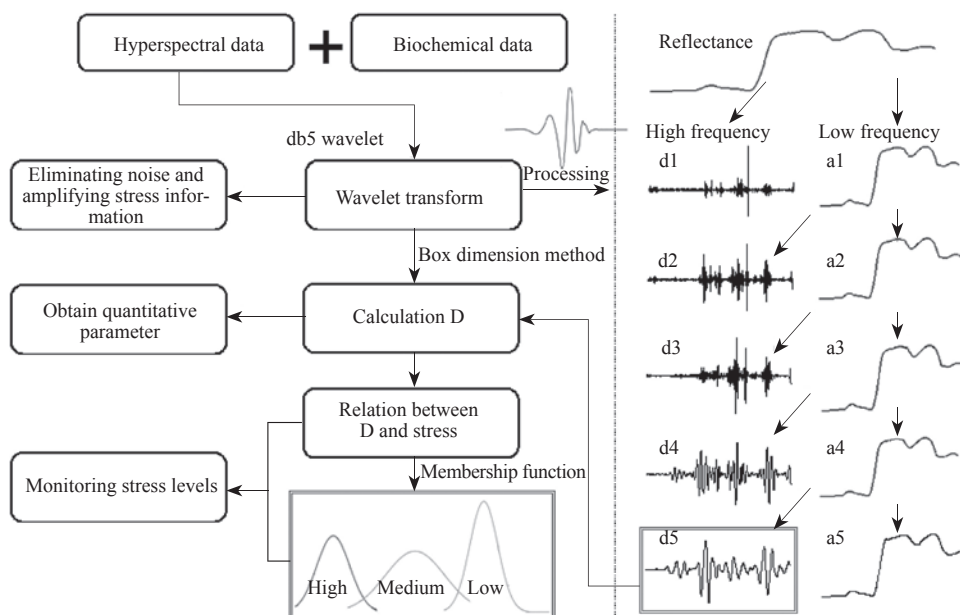 Hyperspectral data
+
Biochemical data
db5 wavelet
Eliminating noise and
amplifying stress infor-
mation
Wavelet transform
Processing
Box dimension method
Obtain quantitative
parameter
Calculation D
Relation between
D and stress
Monitoring stress levels
Membership function
High
Medium
Low
Reflectance
High frequency
Low frequency
d1
a1
d2
a2
d3
a3
d4
a4
d5
a5